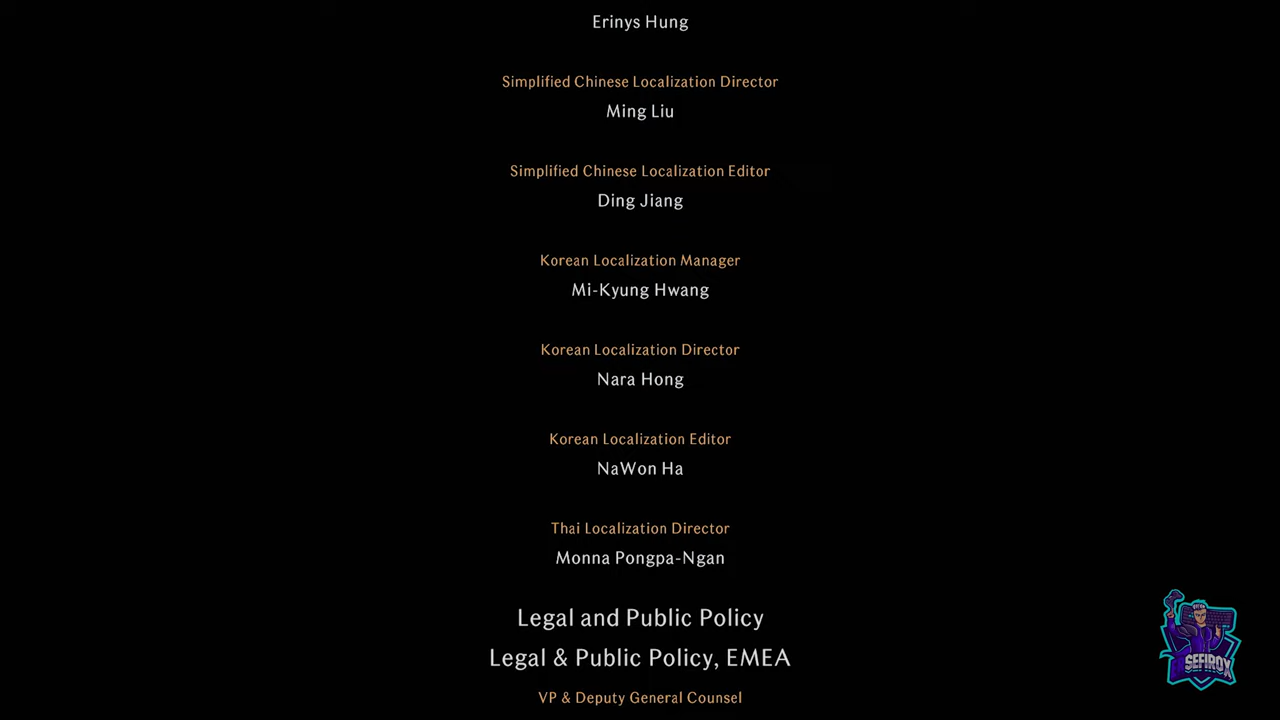 Erinys Hung
Simplified Chinese Localization Director
Ming Liu
Simplified Chinese Localization Editor
Ding Jiang
Korean Localization Manager
Mi-Kyung Hwang
Korean Localization Director
Nara Hong
Korean Localization Editor
NaWon Ha
Thai Localization Director
Monna Pongpa-Ngan
Legal and Public Policy
Legal & Public Policy, EMEA
VP & Deputy General Counsel
SEFIROX